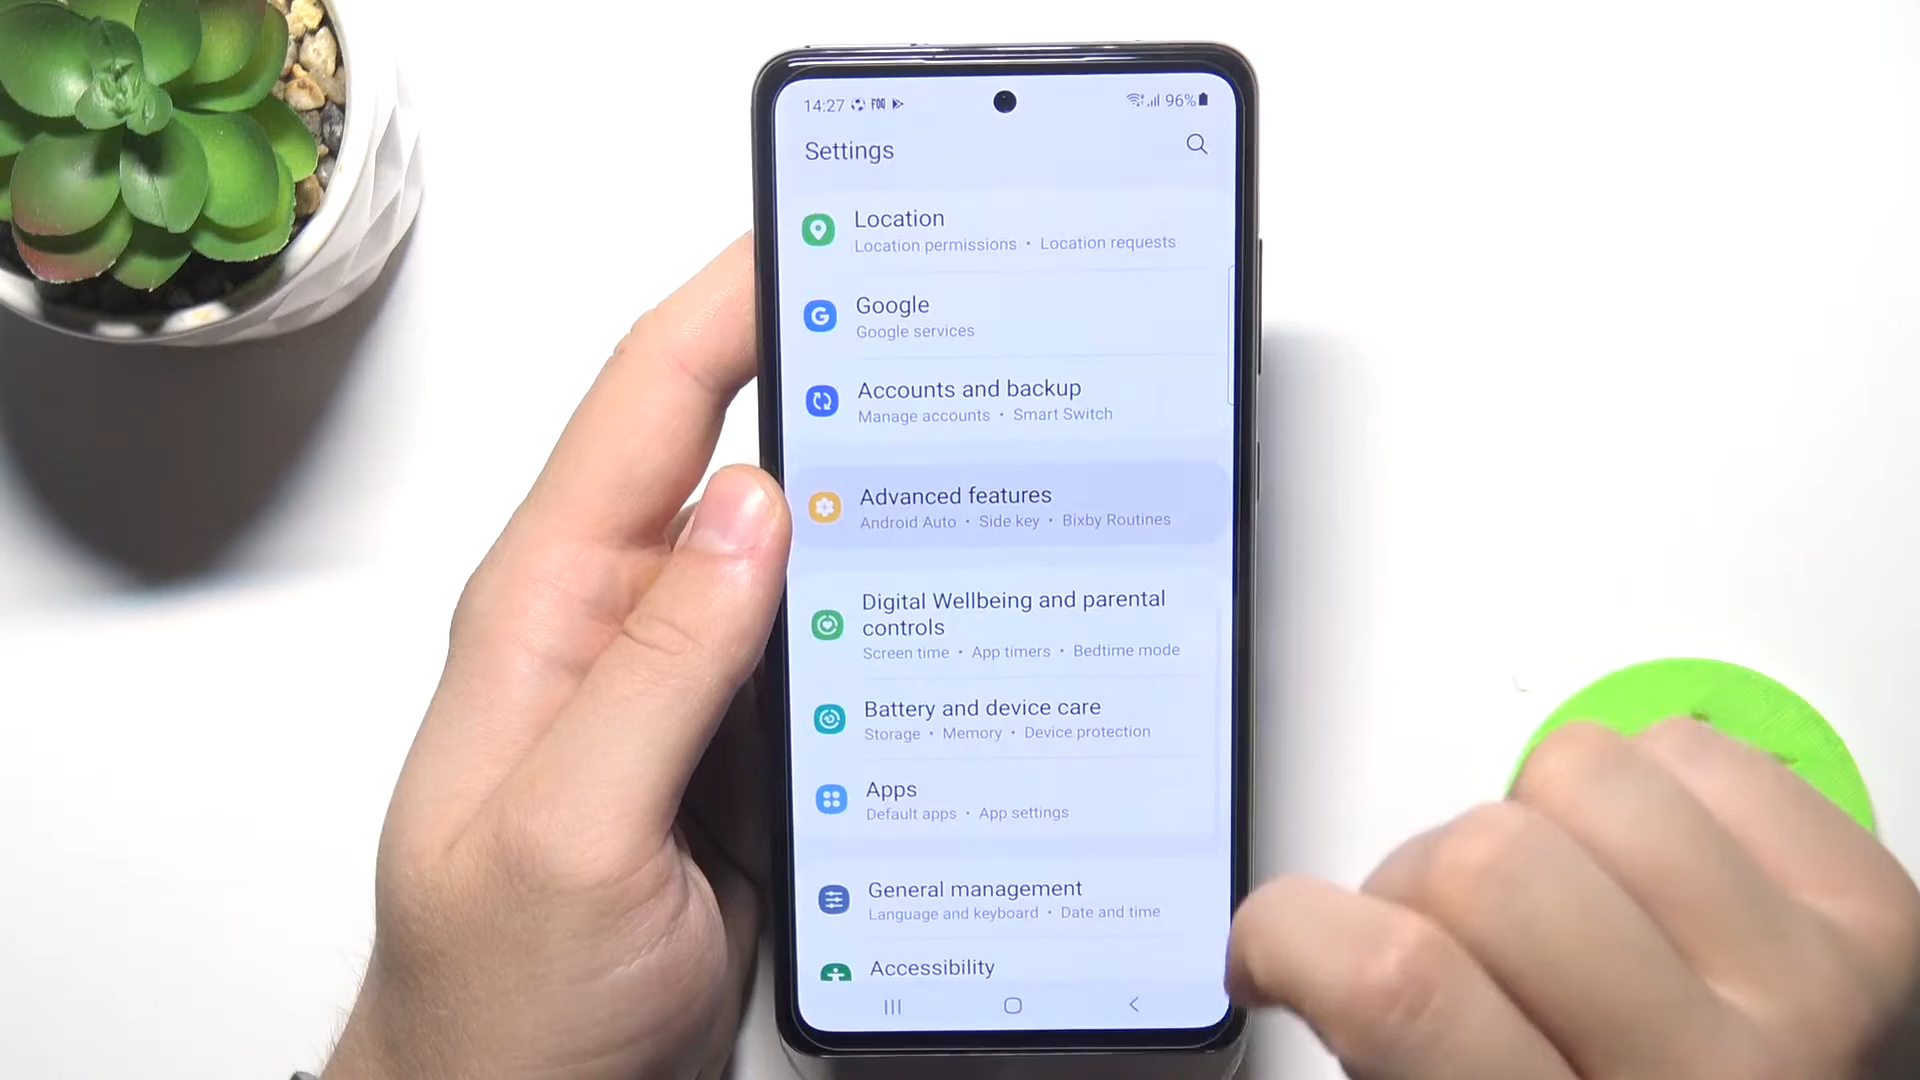 14:27 96%
Settings
Location
Location permissions • Location requests
Google
Google services
Accounts and backup
Manage accounts • Smart Switch
Advanced features
Android Auto • Side key • Bixby Routines
Digital Wellbeing and parental
controls
Screen time • App timers • Bedtime mode
Battery and device care
Storage • Memory • Device protection
Apps
Default apps • App settings
General management
Language and keyboard • Date and time
Accessibility